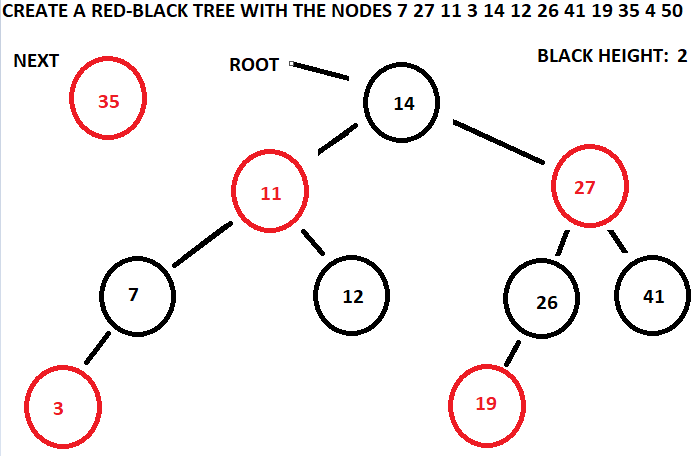 CREATE A RED-BLACK TREE WITH THE NODES 7 27 11 3 14 12 26 41 19 35 4 50
NEXT
ROOT
BLACK HEIGHT: 2
35
14
11
27
7
12
26
41
3
19